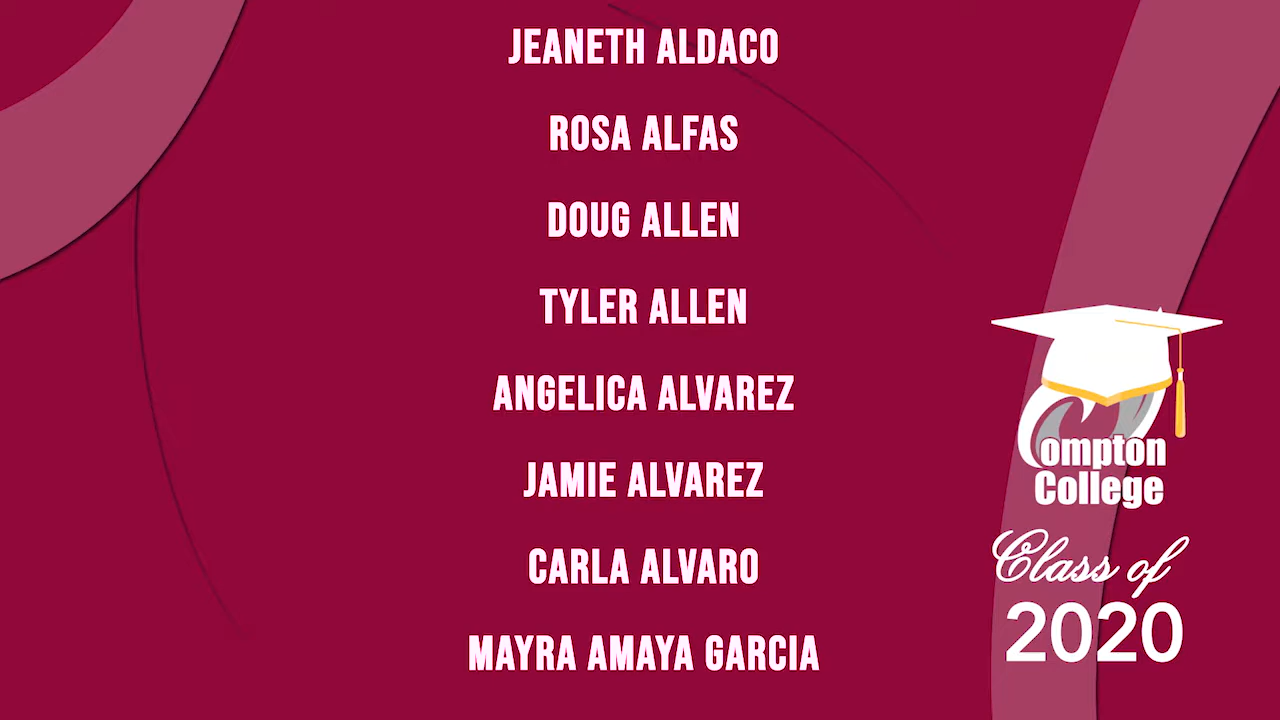 JEANETH ALDACO
ROSA ALFAS
DOUG ALLEN
TYLER ALLEN
ANGELICA ALVAREZ
JAMIE ALVAREZ
CARLA ALVARO
MAYRA AMAYA GARCIA
Compton
College
Class of
2020